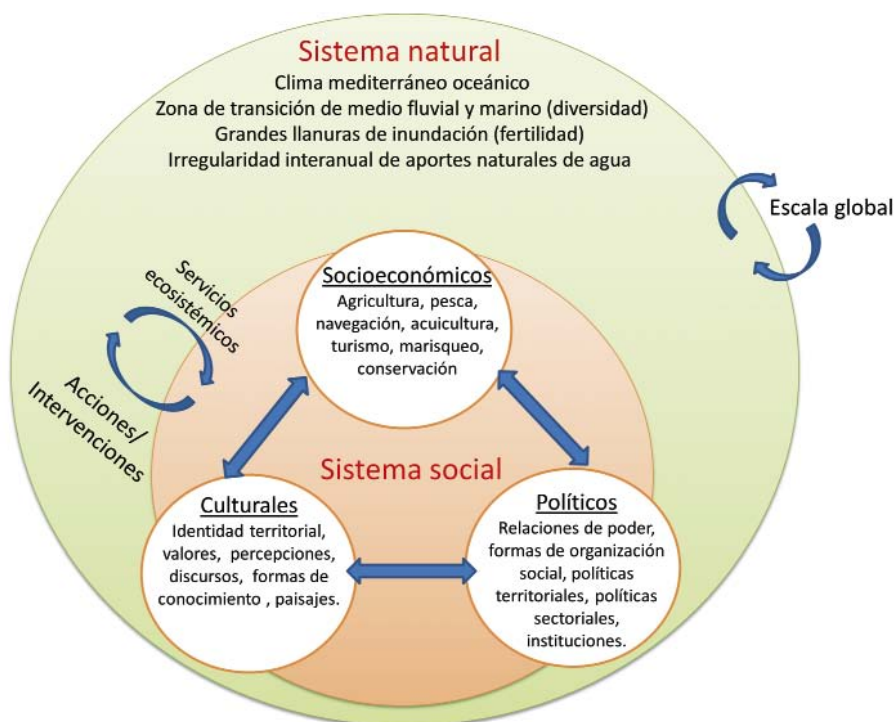 Sistema natural
Clima mediterráneo oceánico
Zona de transición de medio fluvial y marino (diversidad)
Grandes llanuras de inundación (fertilidad)
Irregularidad interanual de aportes naturales de agua
Escala global
Servicios
ecosistémicos
Acciones/
Intervenciones
Socioeconómicos
Agricultura, pesca,
navegación, acuicultura,
turismo, marisqueo,
conservación
Sistema social
Culturales
Identidad territorial,
valores, percepciones,
discursos, formas de
conocimiento , paisajes.
Políticos
Relaciones de poder,
formas de organización
social, políticas
territoriales, políticas
sectoriales,
instituciones.